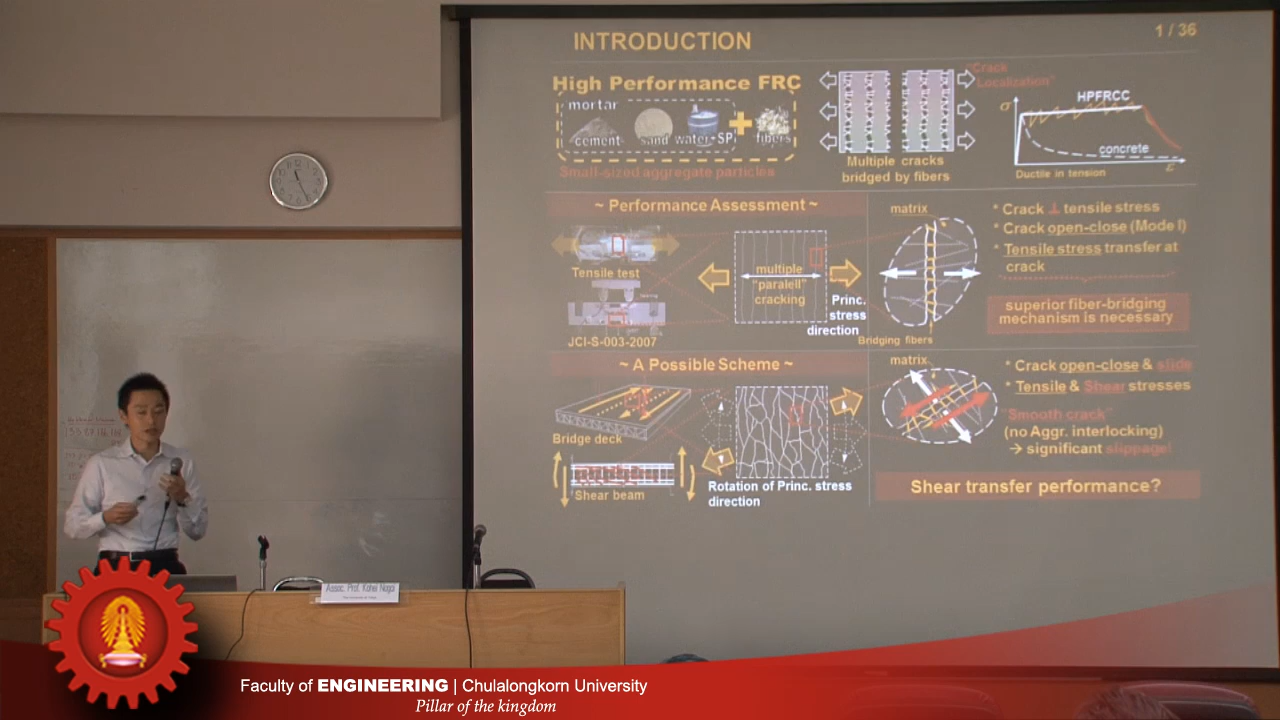 INTRODUCTION
1 / 36
High Performance FRC
mortar
cement
sand
water+SP
fibers
Small-sized aggregate particles
Multiple cracks
bridged by fibers
"Crack
Localization"
σ
HPFRCC
concrete
ε
Ductile in tension
~ Performance Assessment ~
Tensile test
JCI-S-003-2007
multiple
"paralell"
cracking
Princ.
stress
direction
matrix
Bridging fibers
* Crack ⊥ tensile stress
* Crack open-close (Mode I)
* Tensile stress transfer at
crack
superior fiber-bridging
mechanism is necessary
~ A Possible Scheme ~
Bridge deck
Shear beam
Rotation of Princ. stress
direction
matrix
* Crack open-close & slide
* Tensile & Shear stresses
"Smooth crack"
(no Aggr. interlocking)
→ significant slippage!
Shear transfer performance?
Assoc. Prof. Kohei Nagai
Faculty of ENGINEERING | Chulalongkorn University
Pillar of the kingdom